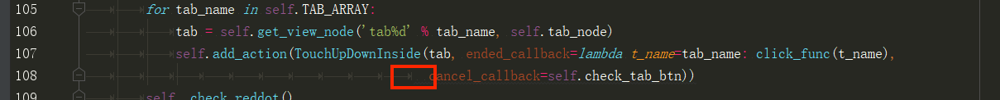 105 for tab_name in self.TAB_ARRAY:
106 tab = self.get_view_node('tab%d' % tab_name, self.tab_node)
107 self.add_action(TouchUpDownInside(tab, ended_callback=lambda t_name=tab_name: click_func(t_name),
108 cancel_callback=self.check_tab_btn))
109 self._check_reddot()